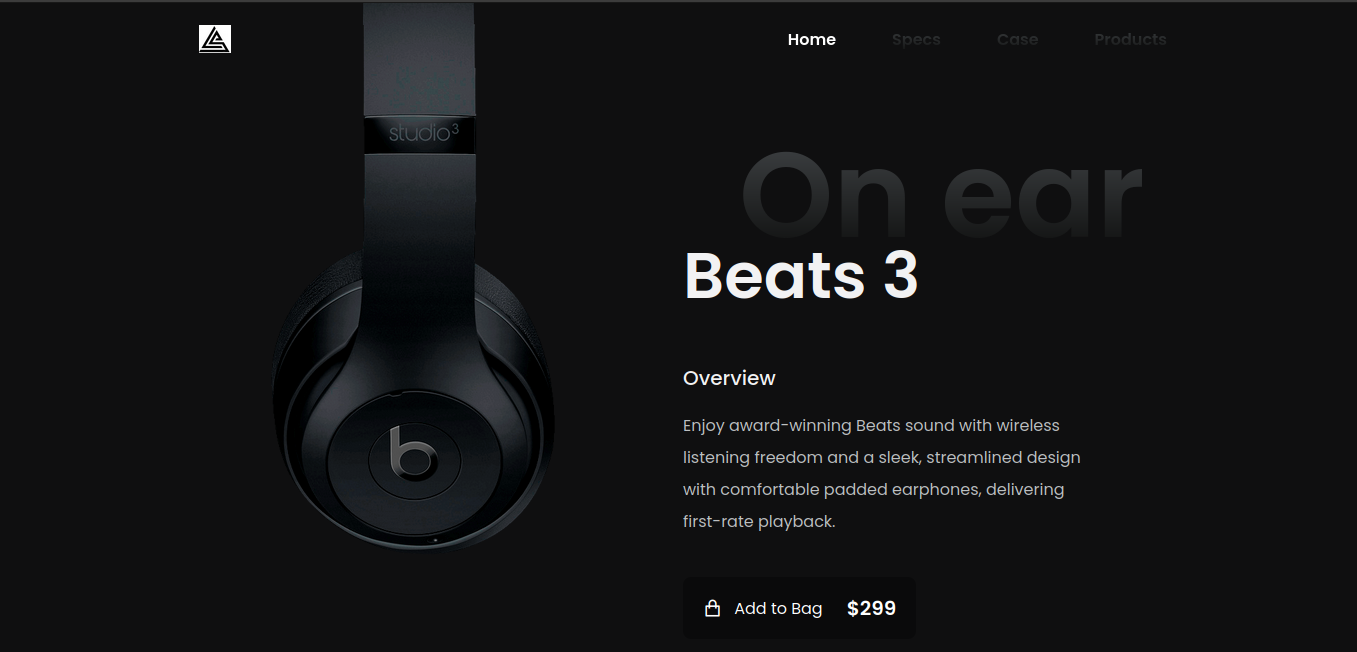 Home Specs Case Products
studio3
On ear
Beats 3
Overview
Enjoy award-winning Beats sound with wireless
listening freedom and a sleek, streamlined design
with comfortable padded earphones, delivering
first-rate playback.
Add to Bag $299
b